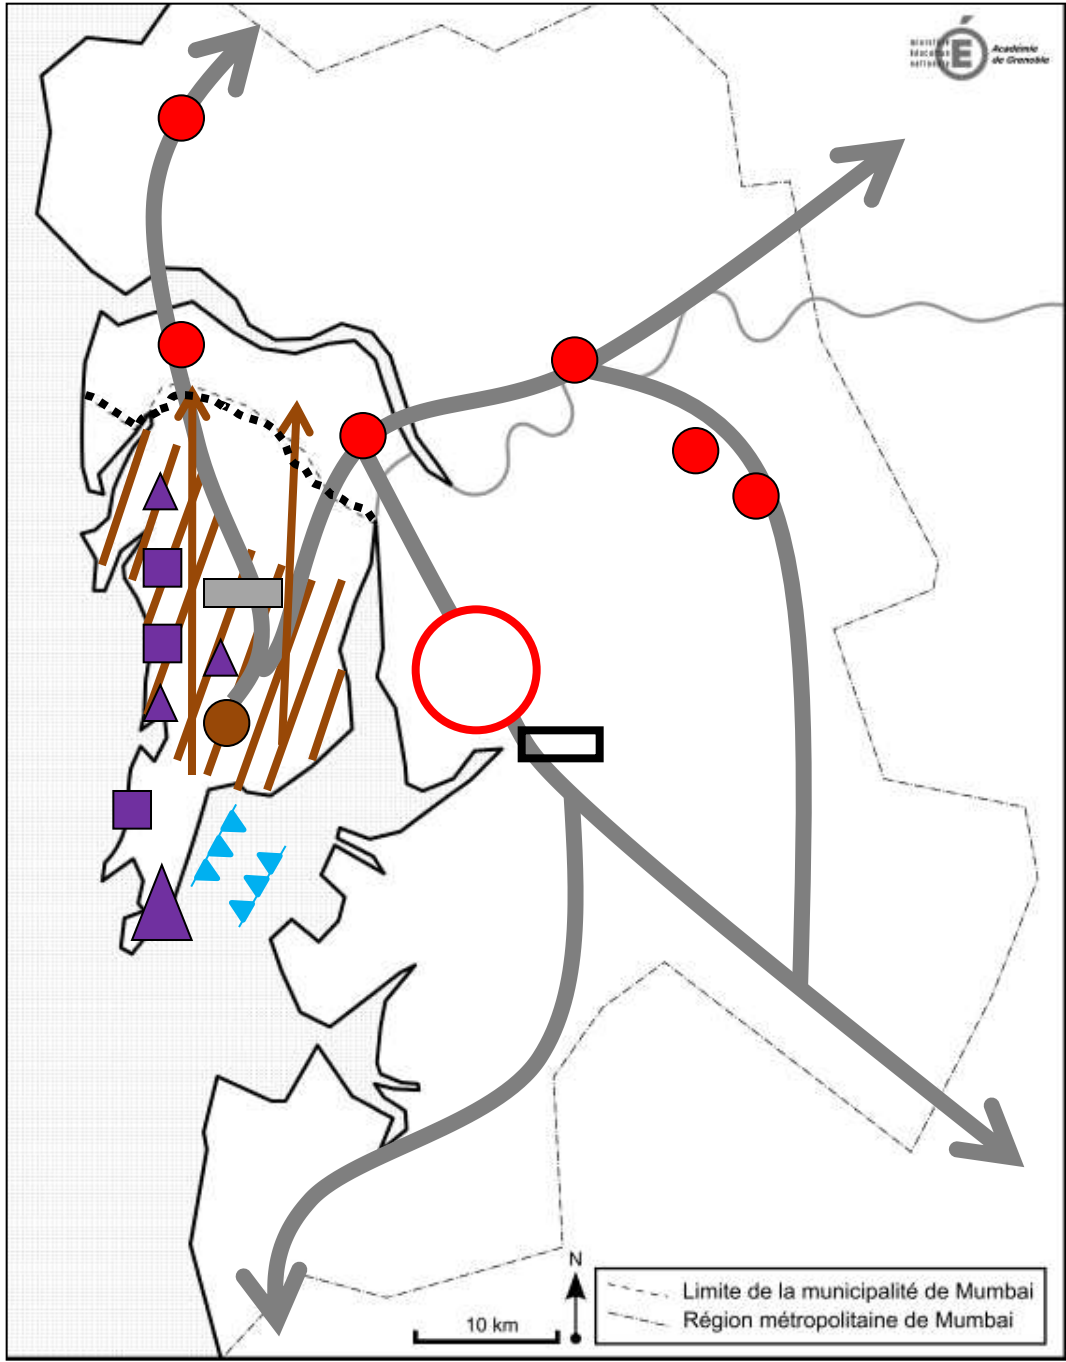 Académie
de Grenoble
N
10 km
Limite de la municipalité de Mumbai
Région métropolitaine de Mumbai